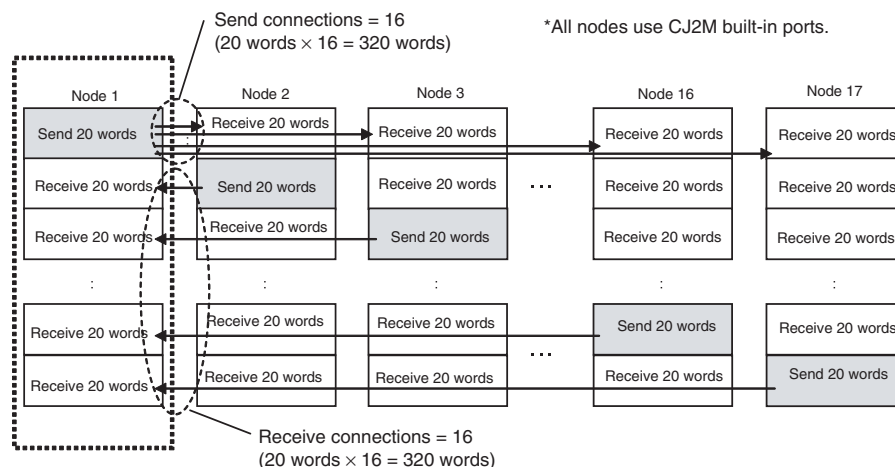 Send connections = 16
(20 words × 16 = 320 words)
*All nodes use CJ2M built-in ports.
Node 1
Node 2
Node 3
Node 16
Node 17
Send 20 words
Receive 20 words
Receive 20 words
Receive 20 words
Receive 20 words
Receive 20 words
Send 20 words
Receive 20 words
...
Receive 20 words
Receive 20 words
Receive 20 words
Receive 20 words
Send 20 words
Receive 20 words
Receive 20 words
:
:
:
:
:
Receive 20 words
Receive 20 words
Receive 20 words
Send 20 words
Receive 20 words
Receive 20 words
Receive 20 words
Receive 20 words
...
Receive 20 words
Send 20 words
Receive connections = 16
(20 words × 16 = 320 words)